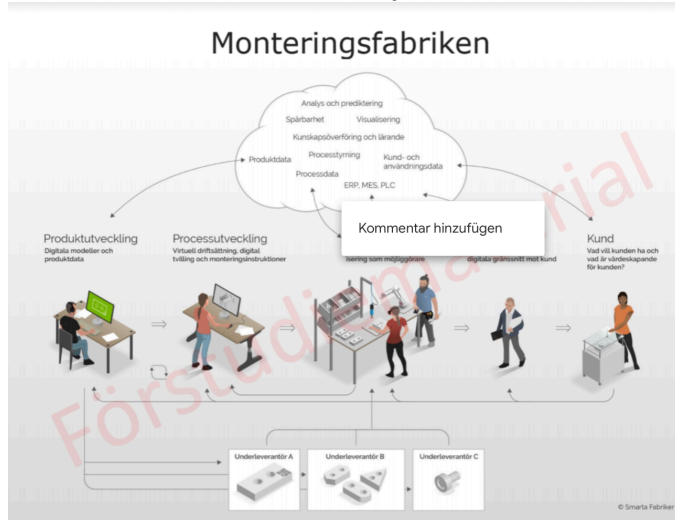 Monteringsfabriken
Analys och prediktering
Spårbarhet Visualisering
Kunskapsöverföring och lärande
Produktdata Processtyrning Kund- och
användningsdata
Processdata
ERP, MES, PLC
Kommentar hinzufügen
Produktutveckling
Digitala modeller och
produktdata
Processutveckling
Virtuell driftsättning, digital
tvilling och monteringsinstruktioner
isering som möjliggörare
digitala gränssnitt mot kund
Kund
Vad vill kunden ha och
vad är värdeskapande
för kunden?
Förstudiematerial
Underleverantör A
Underleverantör B
Underleverantör C
© Smarta Fabriker